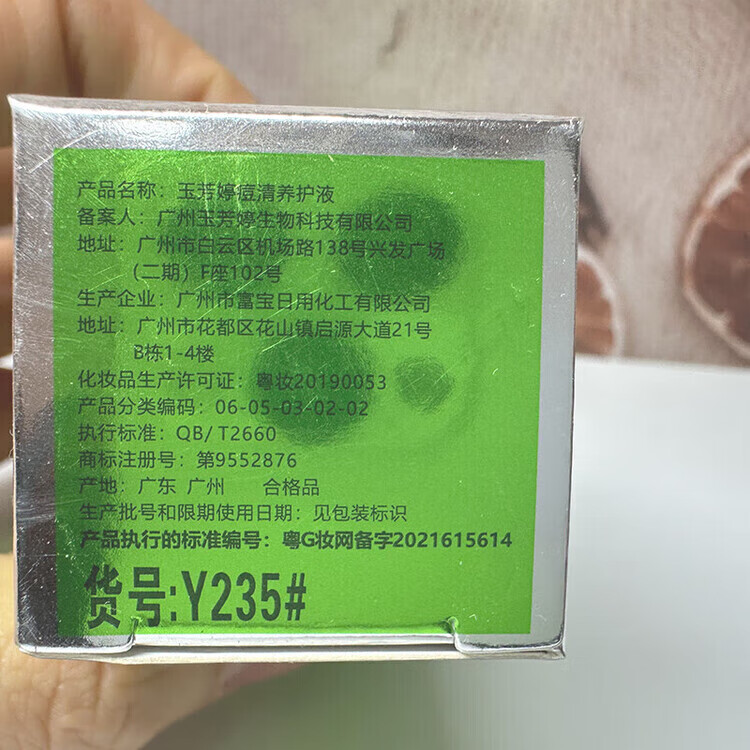 产品名称：玉芳婷痘清养护液
备案人：广州玉芳婷生物科技有限公司
地址：广州市白云区机场路138号兴发广场
（二期）F座102号
生产企业：广州市富宝日用化工有限公司
地址：广州市花都区花山镇启源大道21号
B栋1-4楼
化妆品生产许可证：粤妆20190053
产品分类编码：06-05-03-02-02
执行标准：QB/ T2660
商标注册号：第9552876
产地：广东 广州 合格品
生产批号和限期使用日期：见包装标识
产品执行的标准编号：粤G妆网备字2021615614
货号:Y235#